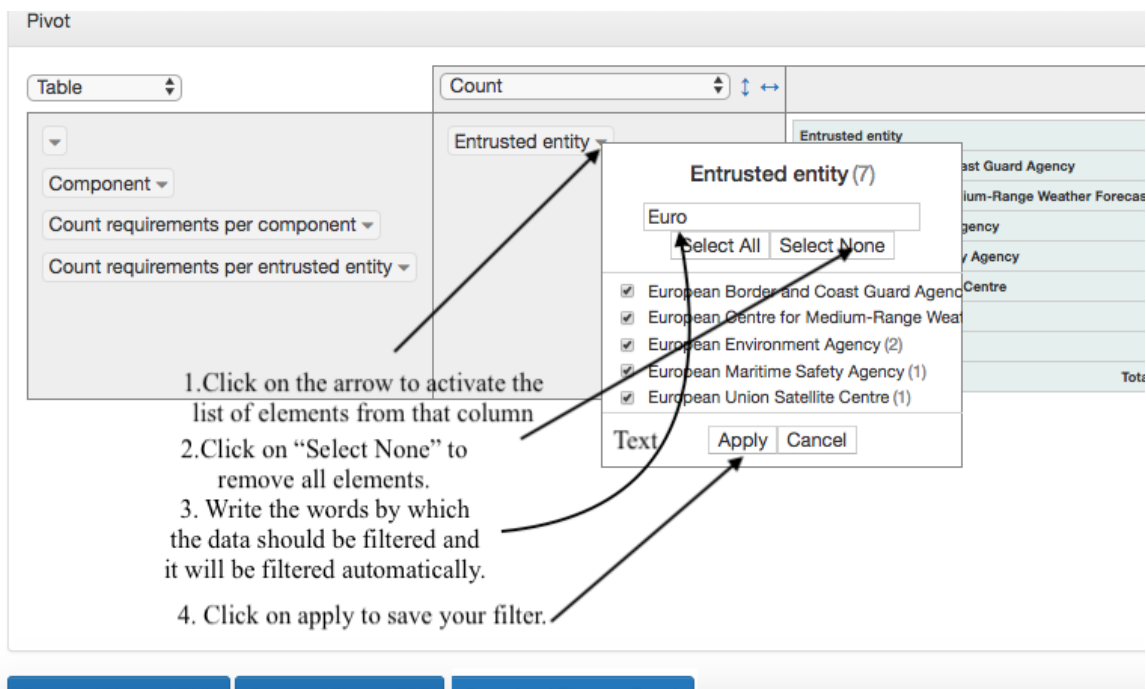 Pivot
Table
Count
Entrusted entity
Component
Count requirements per component
Count requirements per entrusted entity
Entrusted entity (7)
Euro
Select All
Select None
European Border and Coast Guard Agenc
European Centre for Medium-Range Weat
European Environment Agency (2)
European Maritime Safety Agency (1)
European Union Satellite Centre (1)
Text
Apply
Cancel
Entrusted entity
ast Guard Agency
ium-Range Weather Forecas
gency
y Agency
Centre
Tota
1.Click on the arrow to activate the
list of elements from that column
2.Click on “Select None” to
remove all elements.
3. Write the words by which
the data should be filtered and
it will be filtered automatically.
4. Click on apply to save your filter.